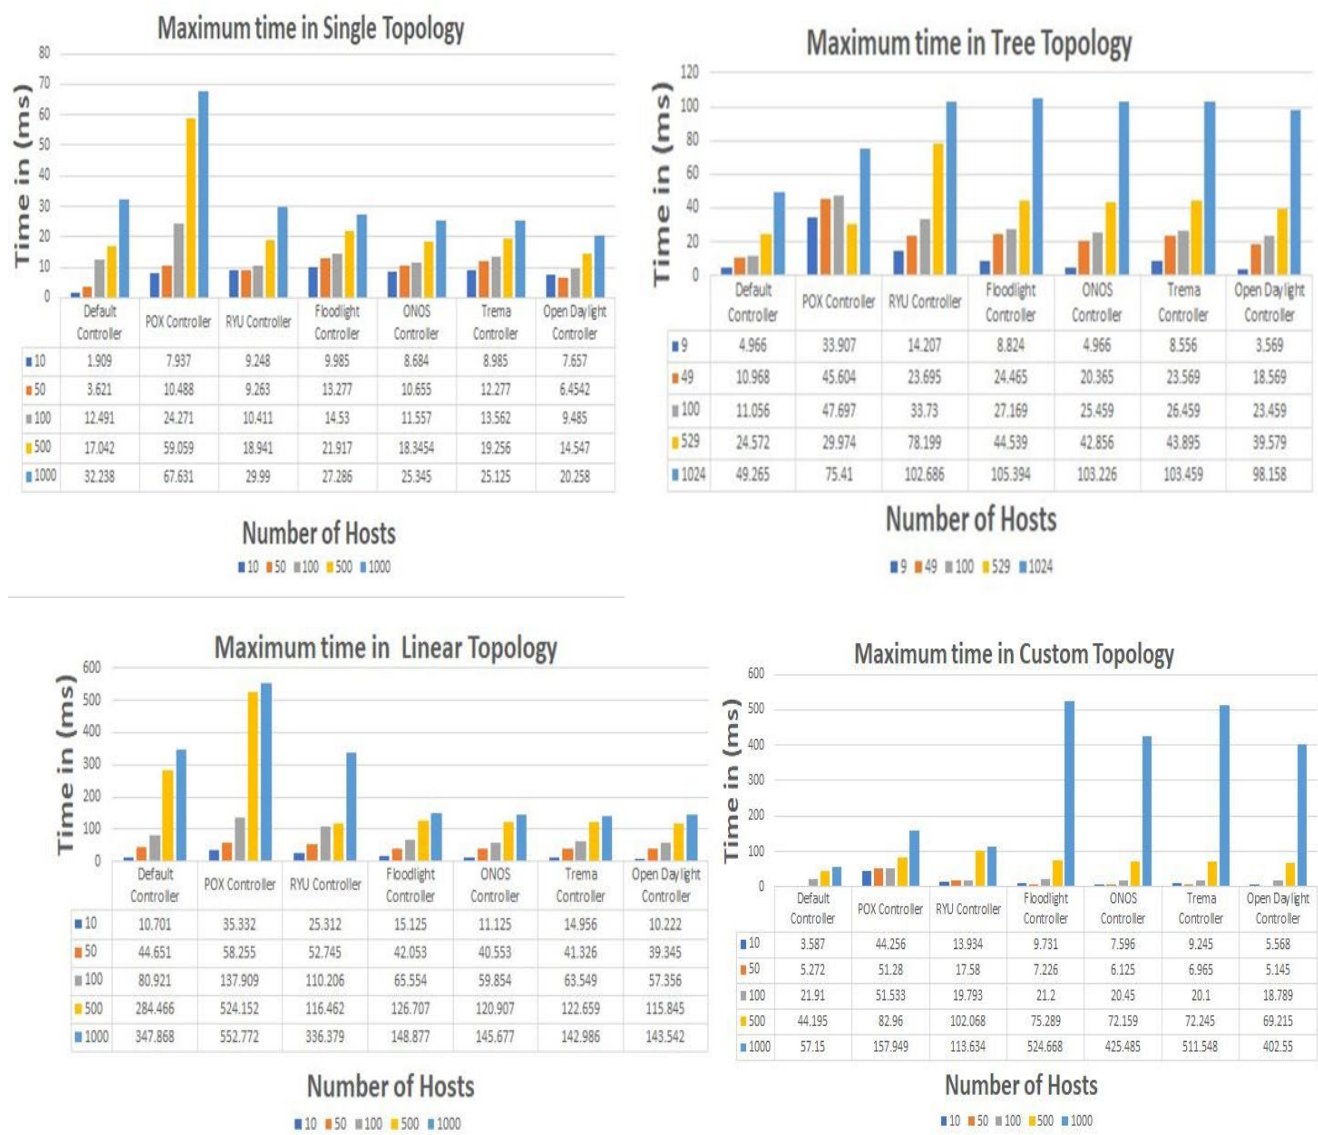 Maximum time in Single Topology
Time in (ms)
80
70
60
50
40
30
20
10
0
Default Controller POX Controller RYU Controller Floodlight Controller ONOS Controller Trema Controller Open Daylight Controller
10 1.909 7.937 9.248 9.985 8.684 8.985 7.657
50 3.621 10.488 9.263 13.277 10.655 12.277 6.4542
100 12.491 24.271 10.411 14.53 11.557 13.562 9.485
500 17.042 59.059 18.941 21.917 18.3454 19.256 14.547
1000 32.238 67.631 29.99 27.286 25.345 25.125 20.258
Number of Hosts
10 50 100 500 1000
Maximum time in Tree Topology
Time in (ms)
120
100
80
60
40
20
0
Default Controller POX Controller RYU Controller Floodlight Controller ONOS Controller Trema Controller Open Daylight Controller
9 4.966 33.907 14.207 8.824 4.966 8.556 3.569
49 10.968 45.604 23.695 24.465 20.365 23.569 18.569
100 11.056 47.697 33.73 27.169 25.459 26.459 23.459
529 24.572 29.974 78.199 44.539 42.856 43.895 39.579
1024 49.265 75.41 102.686 105.394 103.226 103.459 98.158
Number of Hosts
9 49 100 529 1024
Maximum time in Linear Topology
Time in (ms)
600
500
400
300
200
100
0
Default Controller POX Controller RYU Controller Floodlight Controller ONOS Controller Trema Controller Open Daylight Controller
10 10.701 35.332 25.312 15.125 11.125 14.956 10.222
50 44.651 58.255 52.745 42.053 40.553 41.326 39.345
100 80.921 137.909 110.206 65.554 59.854 63.549 57.356
500 284.466 524.152 116.462 126.707 120.907 122.659 115.845
1000 347.868 552.772 336.379 148.877 145.677 142.986 143.542
Number of Hosts
10 50 100 500 1000
Maximum time in Custom Topology
Time in (ms)
600
500
400
300
200
100
0
Default Controller POX Controller RYU Controller Floodlight Controller ONOS Controller Trema Controller Open Daylight Controller
10 3.587 44.256 13.934 9.731 7.596 9.245 5.568
50 5.272 51.28 17.58 7.226 6.125 6.965 5.145
100 21.91 51.533 19.793 21.2 20.45 20.1 18.789
500 44.195 82.96 102.068 75.289 72.159 72.245 69.215
1000 57.15 157.949 113.634 524.668 425.485 511.548 402.55
Number of Hosts
10 50 100 500 1000